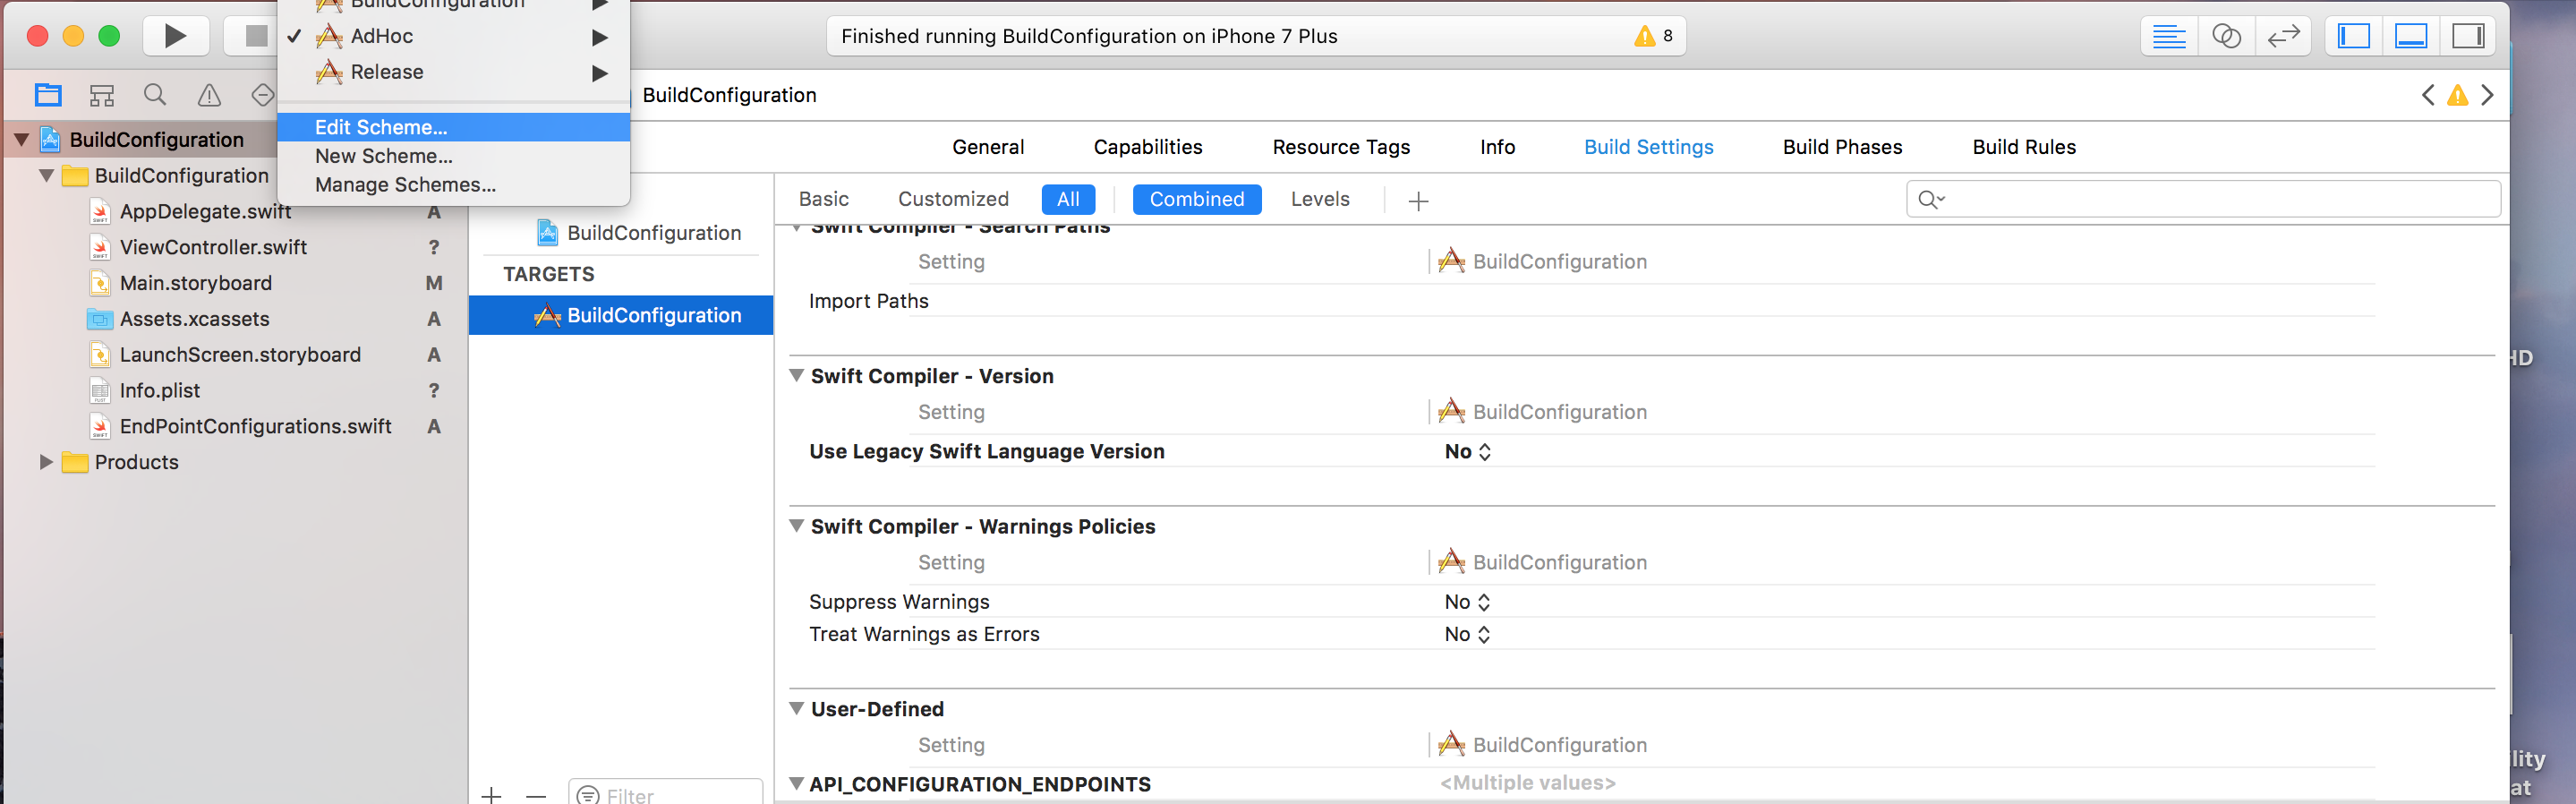 BuildConfiguration
AdHoc
Release
Edit Scheme...
New Scheme...
Manage Schemes...
Finished running BuildConfiguration on iPhone 7 Plus
8
BuildConfiguration
General Capabilities Resource Tags Info Build Settings Build Phases Build Rules
Basic Customized All Combined Levels
BuildConfiguration
BuildConfiguration
AppDelegate.swift A
ViewController.swift ?
Main.storyboard M
Assets.xcassets A
LaunchScreen.storyboard A
Info.plist ?
EndPointConfigurations.swift A
Products
BuildConfiguration
TARGETS
BuildConfiguration
Filter
Swift Compiler - Search Paths
Setting BuildConfiguration
Import Paths
Swift Compiler - Version
Setting BuildConfiguration
Use Legacy Swift Language Version No
Swift Compiler - Warnings Policies
Setting BuildConfiguration
Suppress Warnings No
Treat Warnings as Errors No
User-Defined
Setting BuildConfiguration
API_CONFIGURATION_ENDPOINTS <Multiple values>
HD